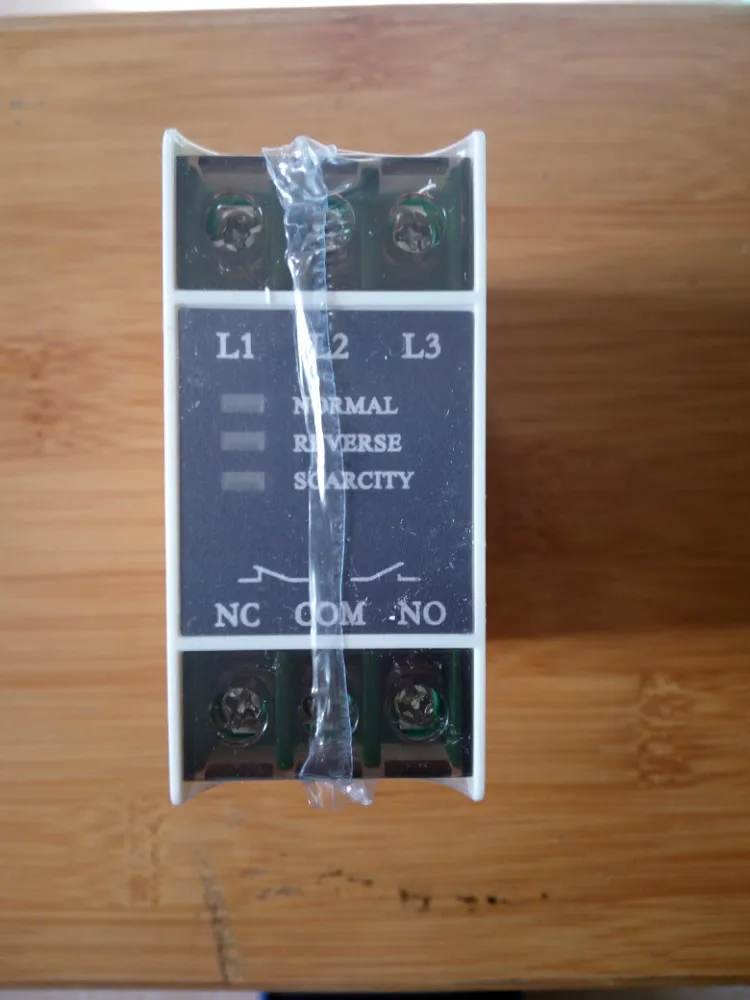 L1 L2 L3
NORMAL
REVERSE
SCARCITY
NC COM NO